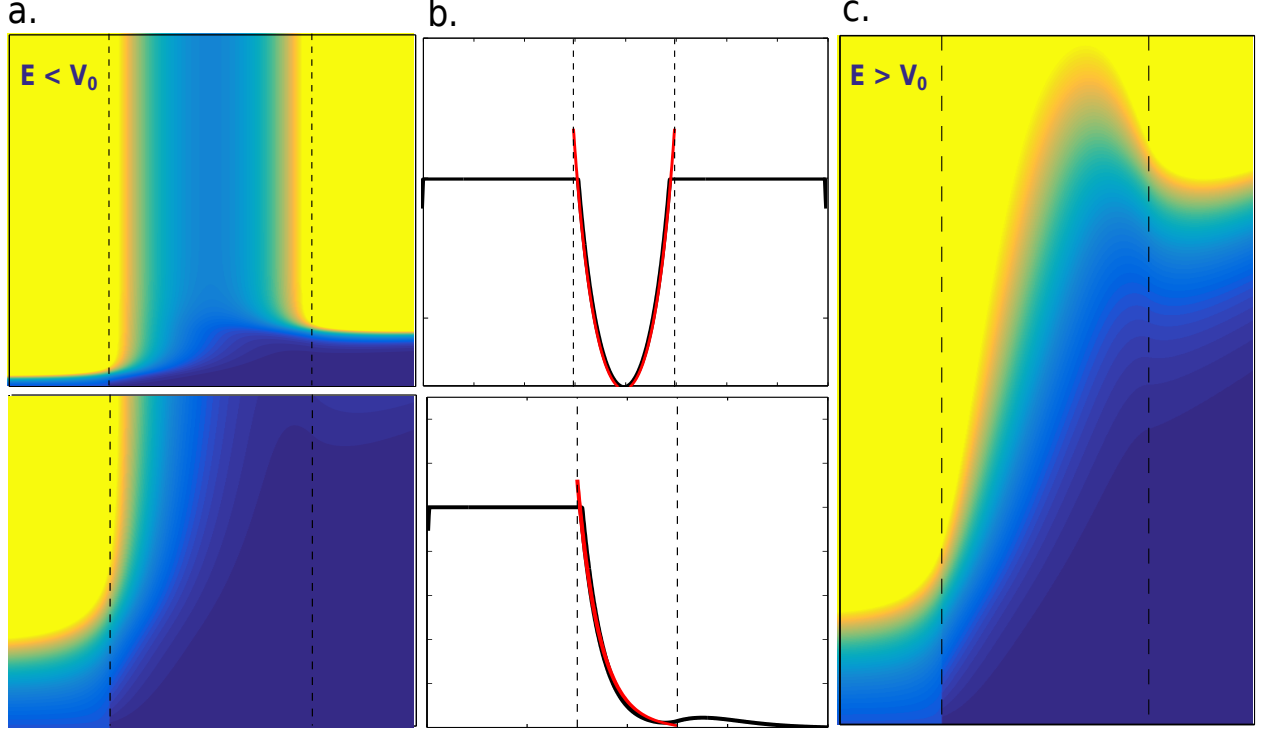 a.
b.
c.
E < V₀
E > V₀